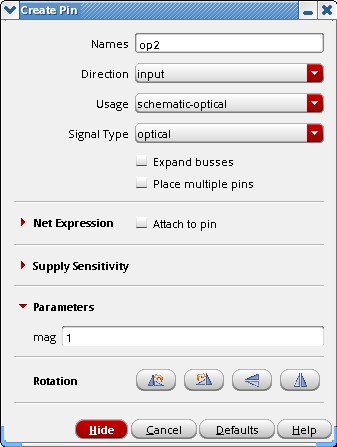 Create Pin
Names op2
Direction input
Usage schematic-optical
Signal Type optical
Expand busses
Place multiple pins
Net Expression Attach to pin
Supply Sensitivity
Parameters
mag 1
Rotation
Hide Cancel Defaults Help